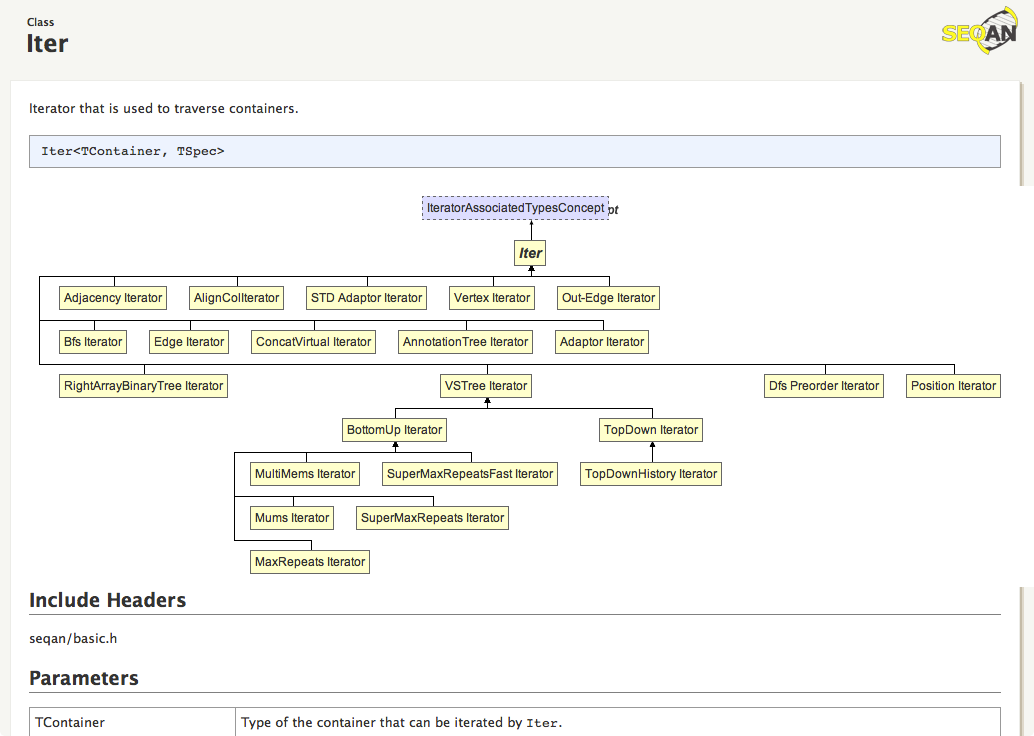 Class
Iter
SEQAN
Iterator that is used to traverse containers.
Iter<TContainer, TSpec>
IteratorAssociatedTypesConcept pt
Iter
Adjacency Iterator AlignColIterator STD Adaptor Iterator Vertex Iterator Out-Edge Iterator
Bfs Iterator Edge Iterator ConcatVirtual Iterator AnnotationTree Iterator Adaptor Iterator
RightArrayBinaryTree Iterator VSTree Iterator Dfs Preorder Iterator Position Iterator
BottomUp Iterator TopDown Iterator
MultiMems Iterator SuperMaxRepeatsFast Iterator TopDownHistory Iterator
Mums Iterator SuperMaxRepeats Iterator
MaxRepeats Iterator
Include Headers
seqan/basic.h
Parameters
TContainer Type of the container that can be iterated by Iter.